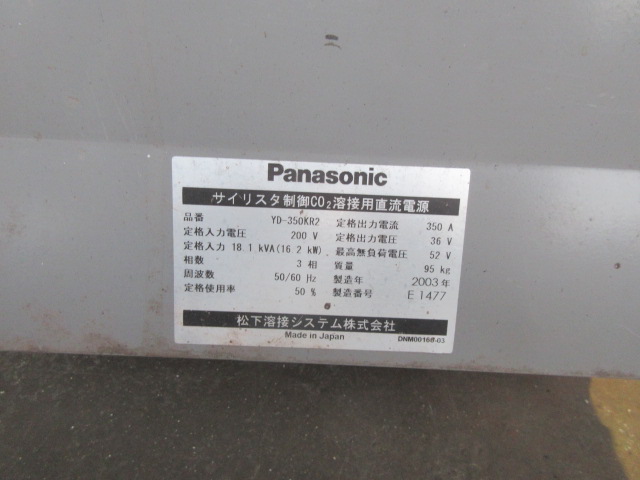 Panasonic
サイリスタ制御CO₂溶接用直流電源
品番 YD-350KR2 定格出力電流 350 A
定格入力電圧 200 V 定格出力電圧 36 V
定格入力 18.1 kVA(16.2 kW) 最高無負荷電圧 52 V
相数 3 相 質量 95 kg
周波数 50/60 Hz 製造年 2003年
定格使用率 50 % 製造番号 E1477
松下溶接システム株式会社
Made in Japan